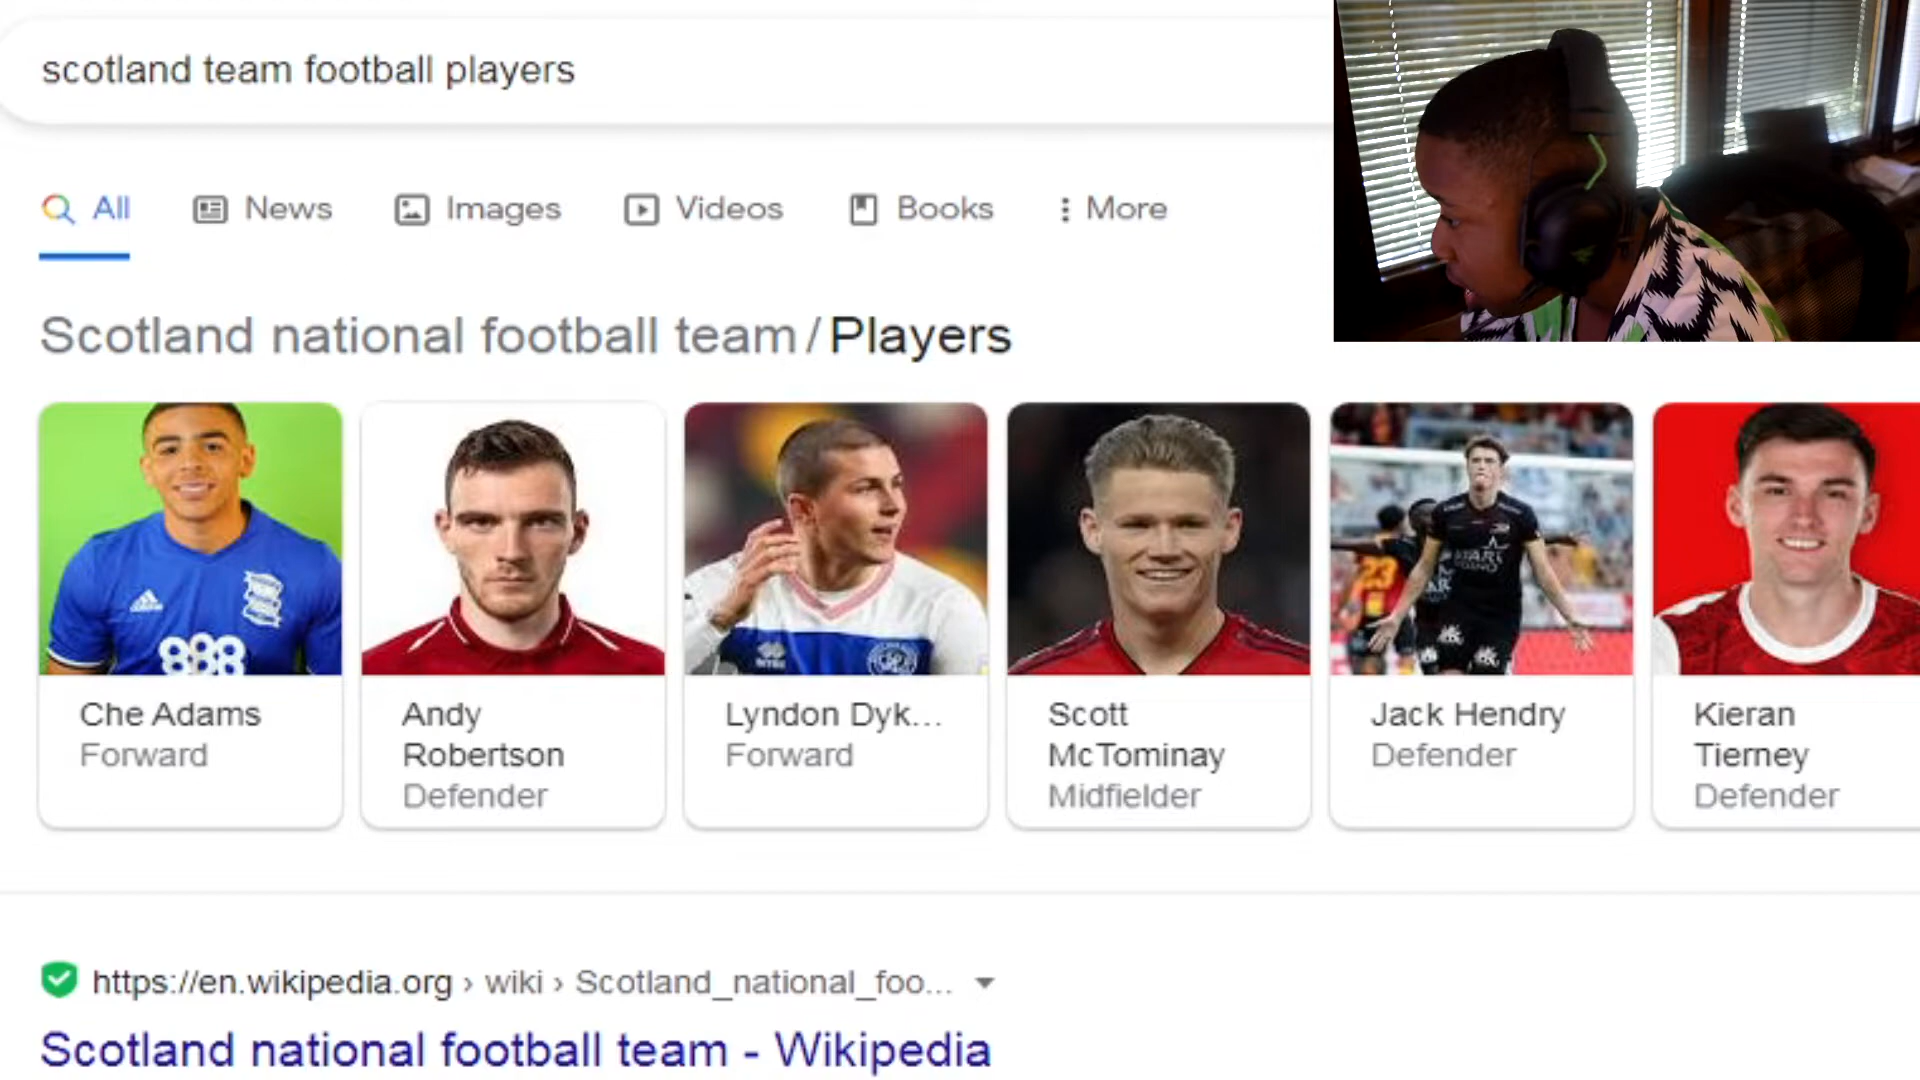 scotland team football players
All
News
Images
Videos
Books
More
Scotland national football team/Players
888
23
Che Adams
Forward
Andy
Robertson
Defender
Lyndon Dyk...
Forward
Scott
McTominay
Midfielder
Jack Hendry
Defender
Kieran
Tierney
Defender
https://en.wikipedia.org › wiki › Scotland_national_foo...
Scotland national football team - Wikipedia